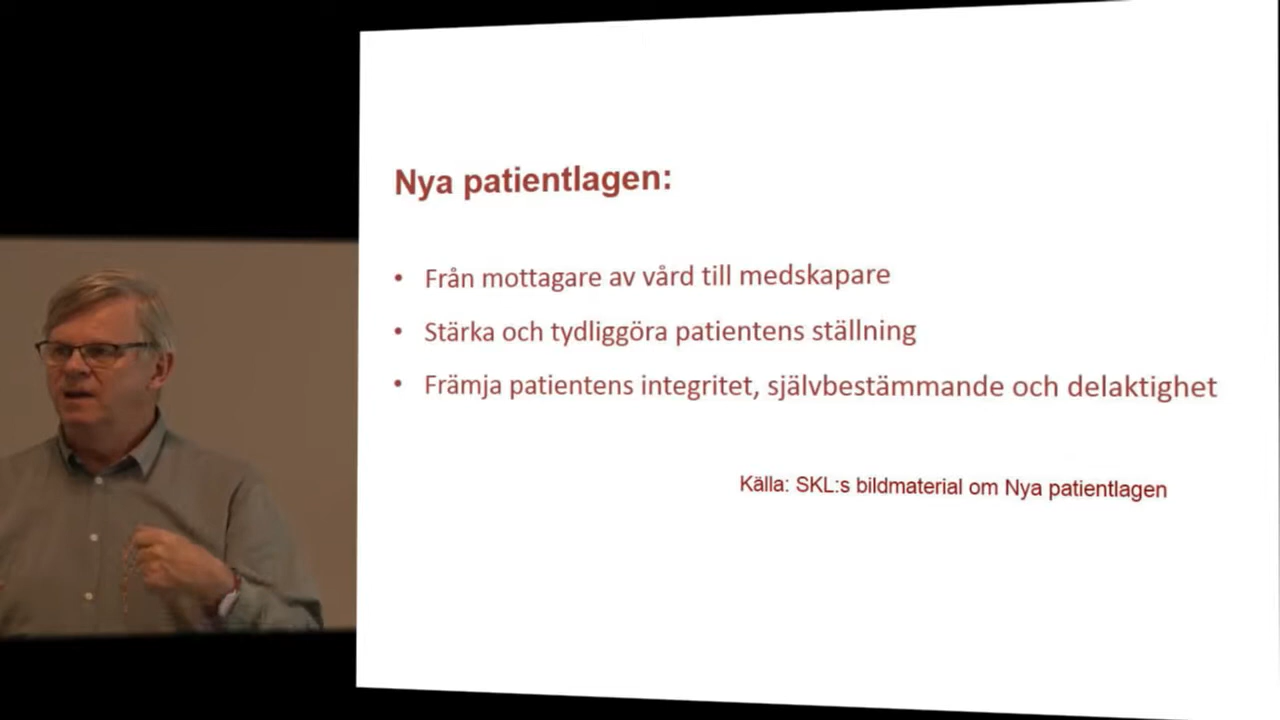 Nya patientlagen:
• Från mottagare av vård till medskapare
• Stärka och tydliggöra patientens ställning
• Främja patientens integritet, självbestämmande och delaktighet
Källa: SKL:s bildmaterial om Nya patientlagen